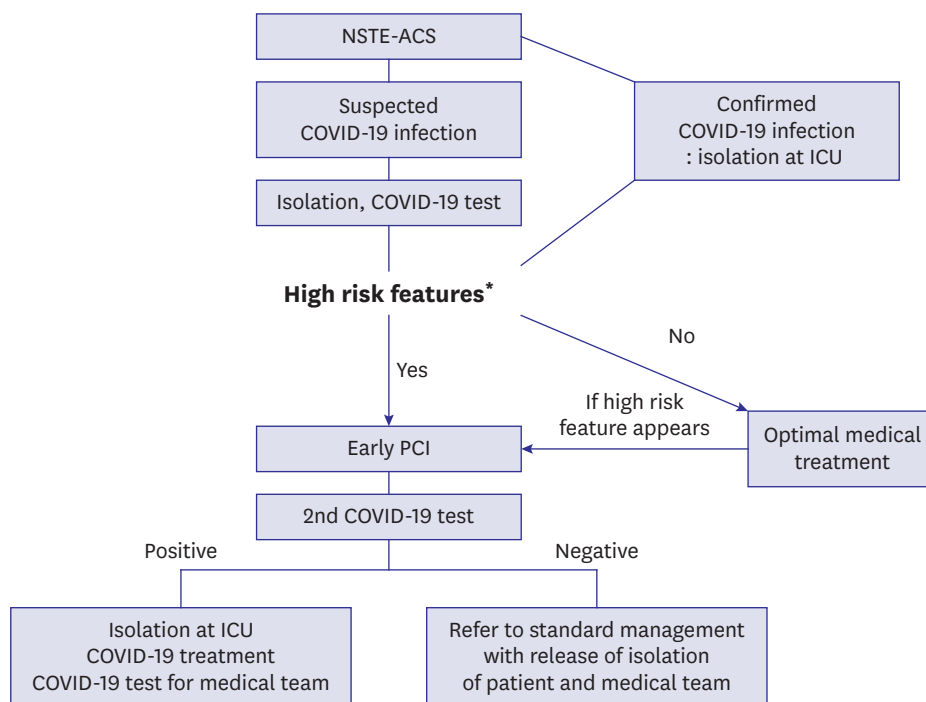 NSTE-ACS
Suspected
COVID-19 infection
Confirmed
COVID-19 infection
: isolation at ICU
Isolation, COVID-19 test
High risk features*
No
Yes
If high risk
feature appears
Early PCI
Optimal medical
treatment
2nd COVID-19 test
Positive
Negative
Isolation at ICU
COVID-19 treatment
COVID-19 test for medical team
Refer to standard management
with release of isolation
of patient and medical team